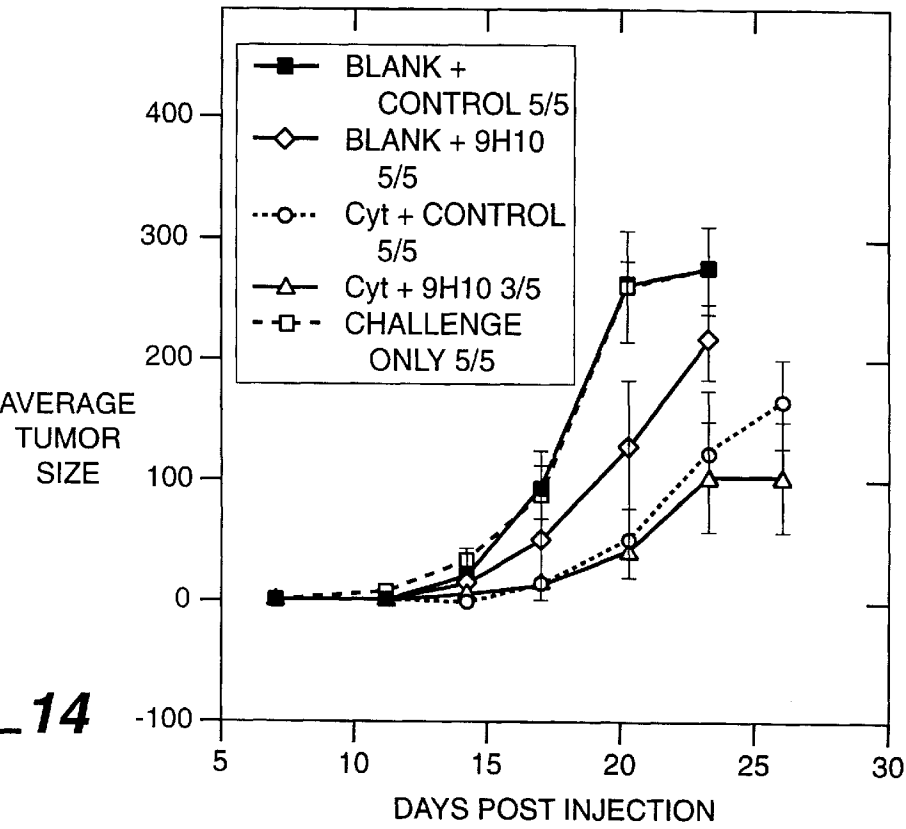 BLANK +
CONTROL 5/5
BLANK + 9H10
5/5
Cyt + CONTROL
5/5
Cyt + 9H10 3/5
CHALLENGE
ONLY 5/5
400
300
200
100
0
-100
AVERAGE
TUMOR
SIZE
_14
5 10 15 20 25 30
DAYS POST INJECTION